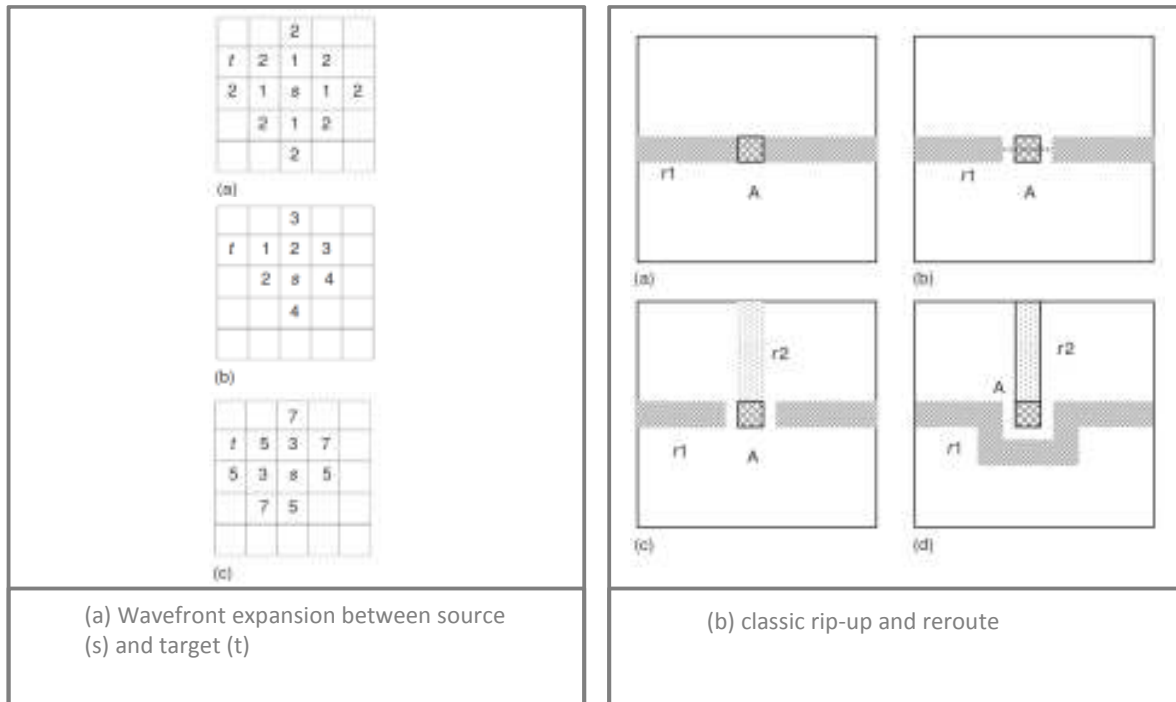 2
t 2 1 2
2 1 s 1 2
2 1 2
2
(a)
3
t 1 2 3
2 s 4
4
(b)
7
t 5 3 7
5 3 s 5
7 5
(c)
(a) Wavefront expansion between source
(s) and target (t)
r1
A
(a)
r1
A
(b)
r2
r1
A
(c)
r2
A
r1
(d)
(b) classic rip-up and reroute